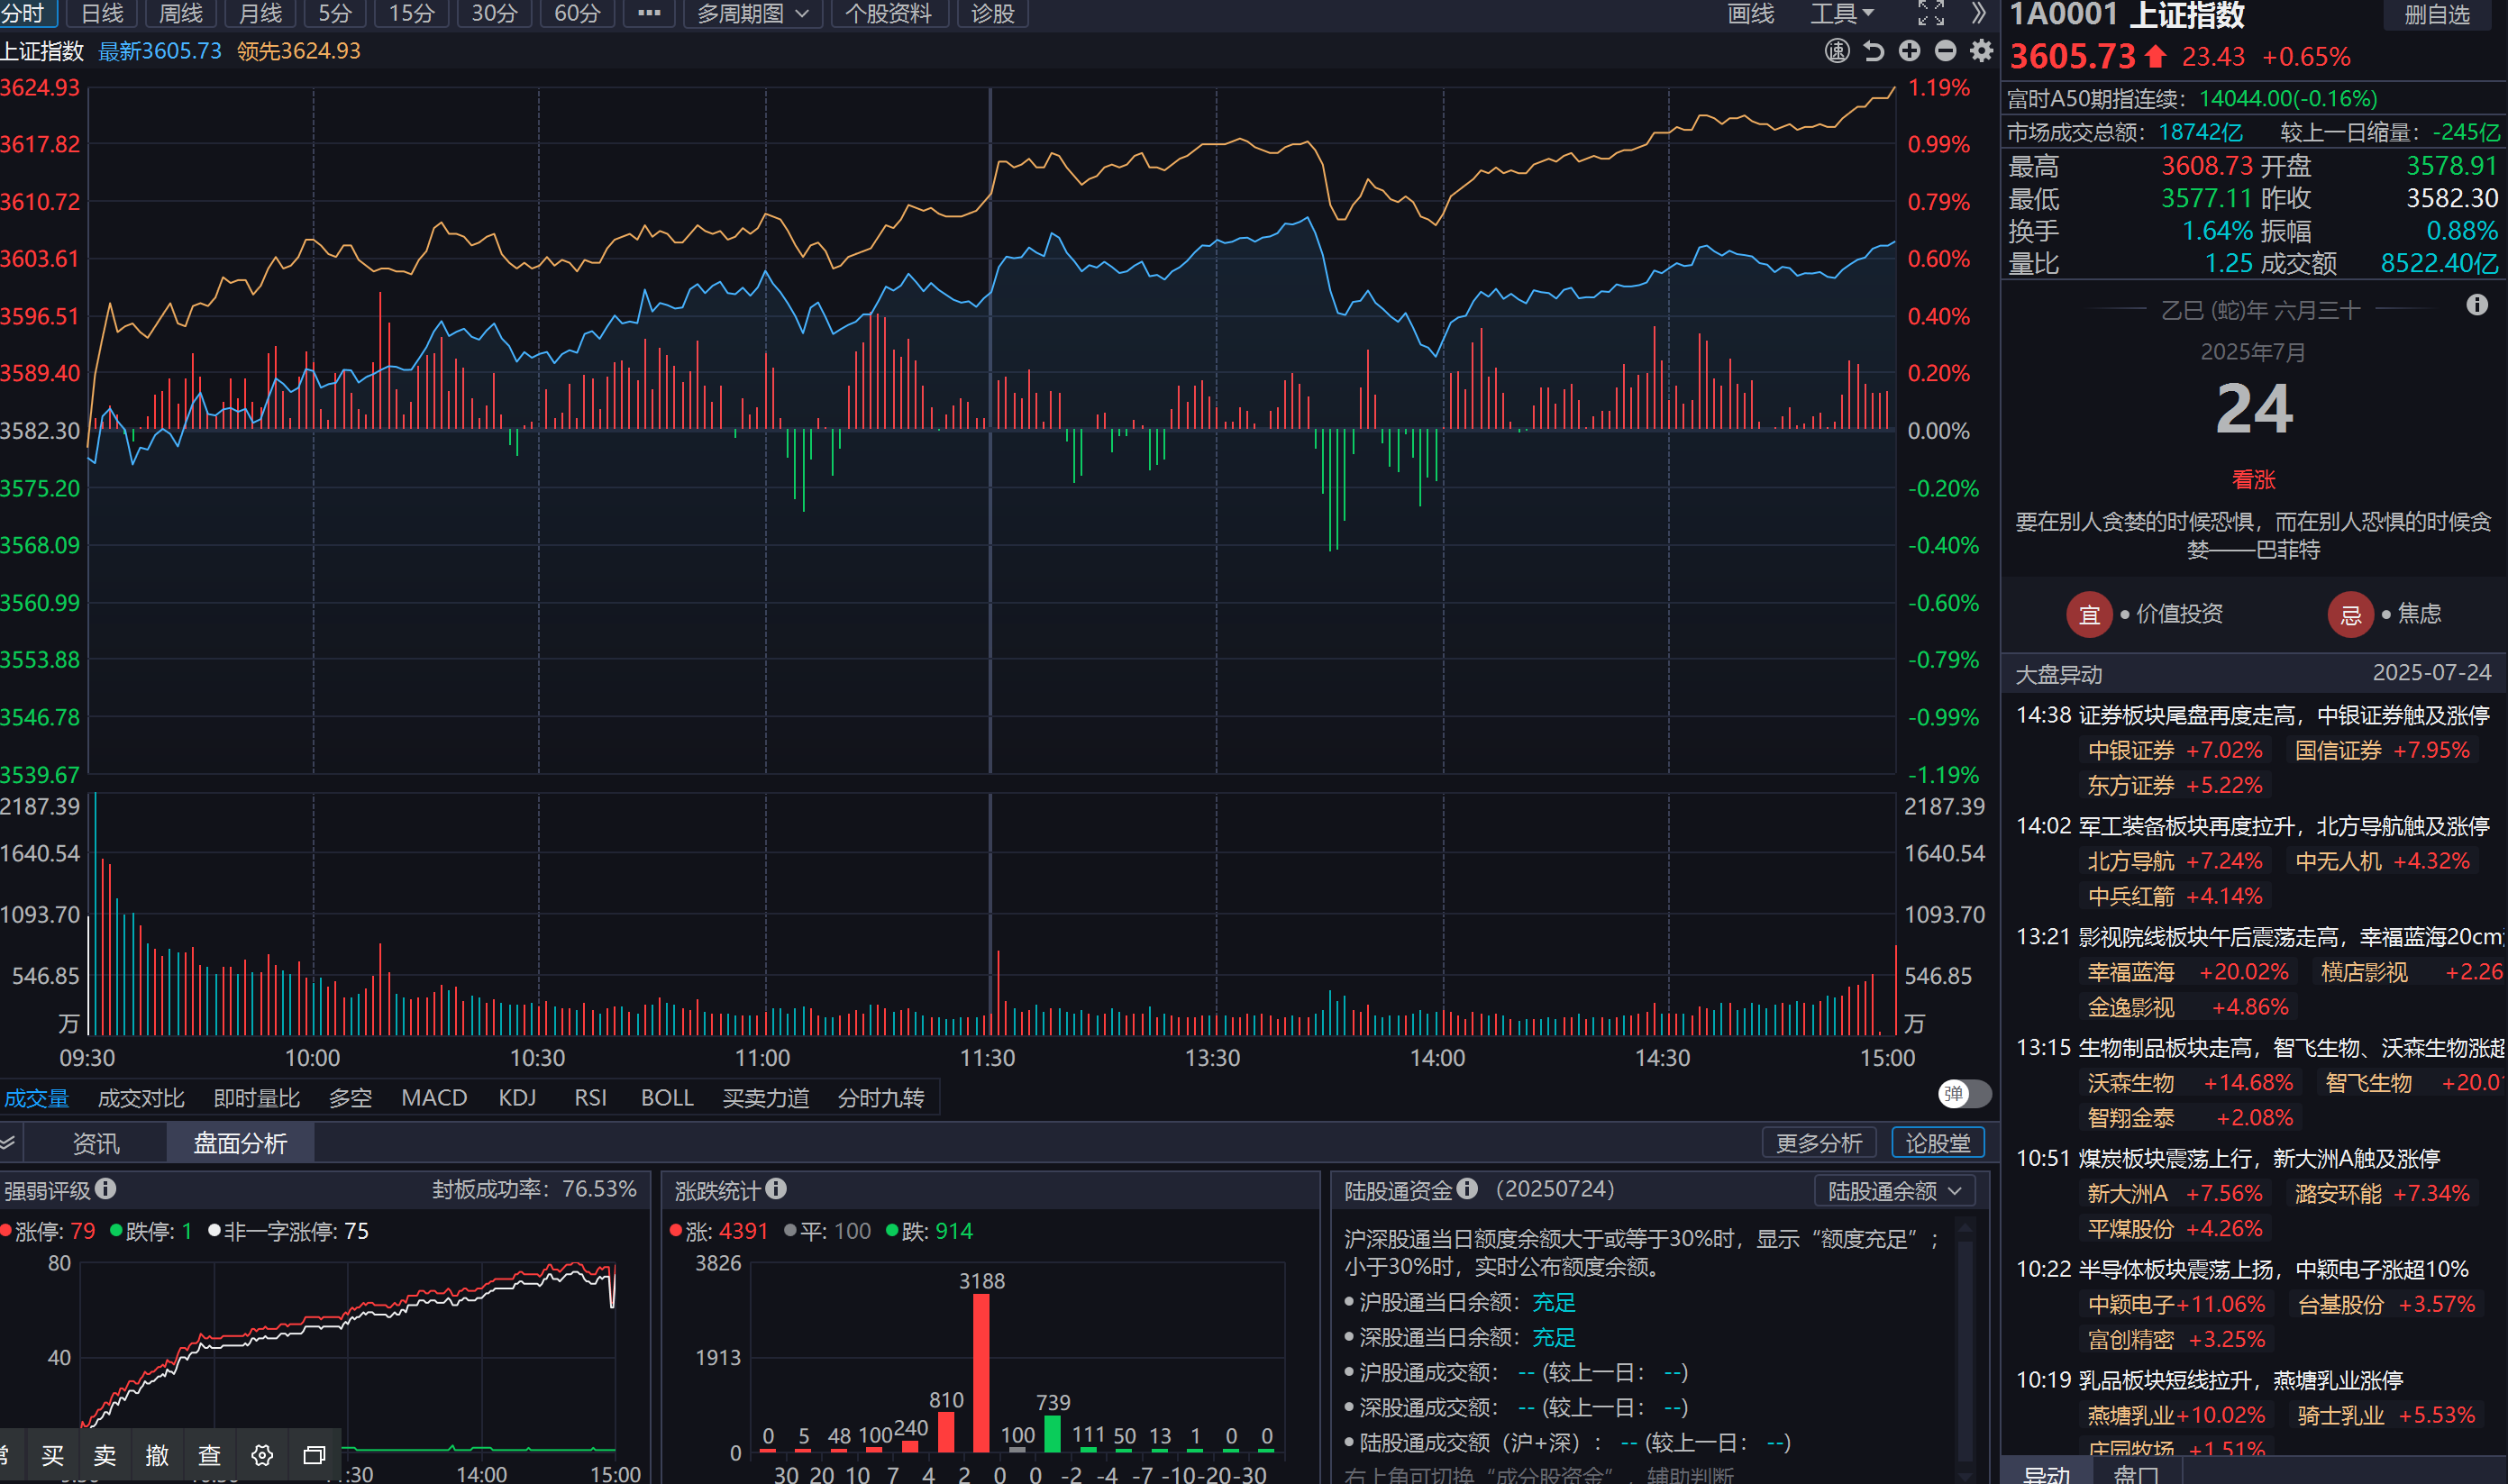 分时 日线 周线 月线 5分 15分 30分 60分 ••• 多周期图 个股资料 诊股 画线 工具
上证指数 最新3605.73 领先3624.93
速
3624.93 1.19%
3617.82 0.99%
3610.72 0.79%
3603.61 0.60%
3596.51 0.40%
3589.40 0.20%
3582.30 0.00%
3575.20 -0.20%
3568.09 -0.40%
3560.99 -0.60%
3553.88 -0.79%
3546.78 -0.99%
3539.67 -1.19%
2187.39 2187.39
1640.54 1640.54
1093.70 1093.70
546.85 546.85
万 万
09:30 10:00 10:30 11:00 11:30 13:30 14:00 14:30 15:00
成交量 成交对比 即时量比 多空 MACD KDJ RSI BOLL 买卖力道 分时九转 弹
资讯 盘面分析 更多分析 论股堂
强弱评级 封板成功率：76.53%
涨停: 79 跌停: 1 非一字涨停: 75
80
40
买 卖 撤 查
14:00 15:00
涨跌统计
涨: 4391 平: 100 跌: 914
3826
1913
0
0 5 48 100 240 810 3188 100 739 111 50 13 1 0 0
30 20 10 7 4 2 0 0 -2 -4 -7 -10 -20 -30
陆股通资金 （20250724） 陆股通余额
沪深股通当日额度余额大于或等于30%时，显示“额度充足”；
小于30%时，实时公布额度余额。
• 沪股通当日余额：充足
• 深股通当日余额：充足
• 沪股通成交额： -- (较上一日： --)
• 深股通成交额： -- (较上一日： --)
• 陆股通成交额（沪+深）： -- (较上一日： --)
右上角可切换“成分股资金”，辅助判断
1A0001 上证指数 删自选
3605.73 23.43 +0.65%
富时A50期指连续：14044.00(-0.16%)
市场成交总额：18742亿 较上一日缩量：-245亿
最高 3608.73 开盘 3578.91
最低 3577.11 昨收 3582.30
换手 1.64% 振幅 0.88%
量比 1.25 成交额 8522.40亿
乙巳 (蛇)年 六月三十
2025年7月
24
看涨
要在别人贪婪的时候恐惧，而在别人恐惧的时候贪
婪——巴菲特
宜 • 价值投资 忌 • 焦虑
大盘异动 2025-07-24
14:38 证券板块尾盘再度走高，中银证券触及涨停
中银证券 +7.02% 国信证券 +7.95%
东方证券 +5.22%
14:02 军工装备板块再度拉升，北方导航触及涨停
北方导航 +7.24% 中无人机 +4.32%
中兵红箭 +4.14%
13:21 影视院线板块午后震荡走高，幸福蓝海20cm
幸福蓝海 +20.02% 横店影视 +2.26
金逸影视 +4.86%
13:15 生物制品板块走高，智飞生物、沃森生物涨超
沃森生物 +14.68% 智飞生物 +20.0
智翔金泰 +2.08%
10:51 煤炭板块震荡上行，新大洲A触及涨停
新大洲A +7.56% 潞安环能 +7.34%
平煤股份 +4.26%
10:22 半导体板块震荡上扬，中颖电子涨超10%
中颖电子+11.06% 台基股份 +3.57%
富创精密 +3.25%
10:19 乳品板块短线拉升，燕塘乳业涨停
燕塘乳业+10.02% 骑士乳业 +5.53%
庄园牧场 +1.51%
异动 盘口